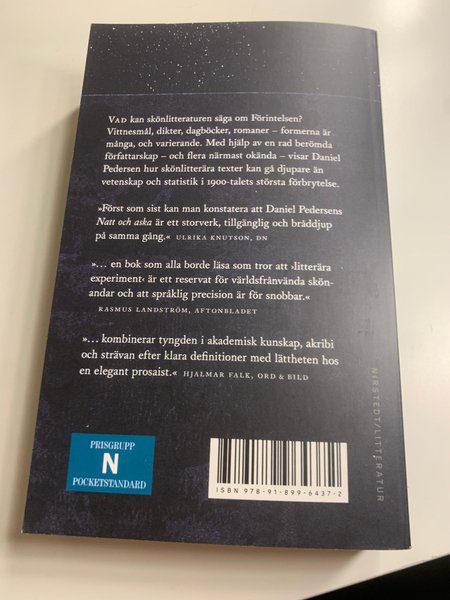 VAD kan skönlitteraturen säga om Förintelsen?
Vittnesmål, dikter, dagböcker, romaner – formerna är
många, och varierande. Med hjälp av en rad berömda
författarskap – och flera närmast okända – visar Daniel
Pedersen hur skönlitterära texter kan gå djupare än
vetenskap och statistik i 1900-talets största förbrytelse.
»Först som sist kan man konstatera att Daniel Pedersens
Natt och aska är ett storverk, tillgänglig och bråddjup
på samma gång.« ULRIKA KNUTSON, DN
»... en bok som alla borde läsa som tror att ›litterära
experiment‹ är ett reservat för världsfrånvända skön-
andar och att språklig precision är för snobbar.«
RASMUS LANDSTRÖM, AFTONBLADET
»... kombinerar tyngden i akademisk kunskap, akribi
och strävan efter klara definitioner med lättheten hos
en elegant prosaist.« HJALMAR FALK, ORD & BILD
NIRSTEDT/LITTERATUR
PRISGRUPP
N
POCKETSTANDARD
ISBN 978-91-899-6437-2